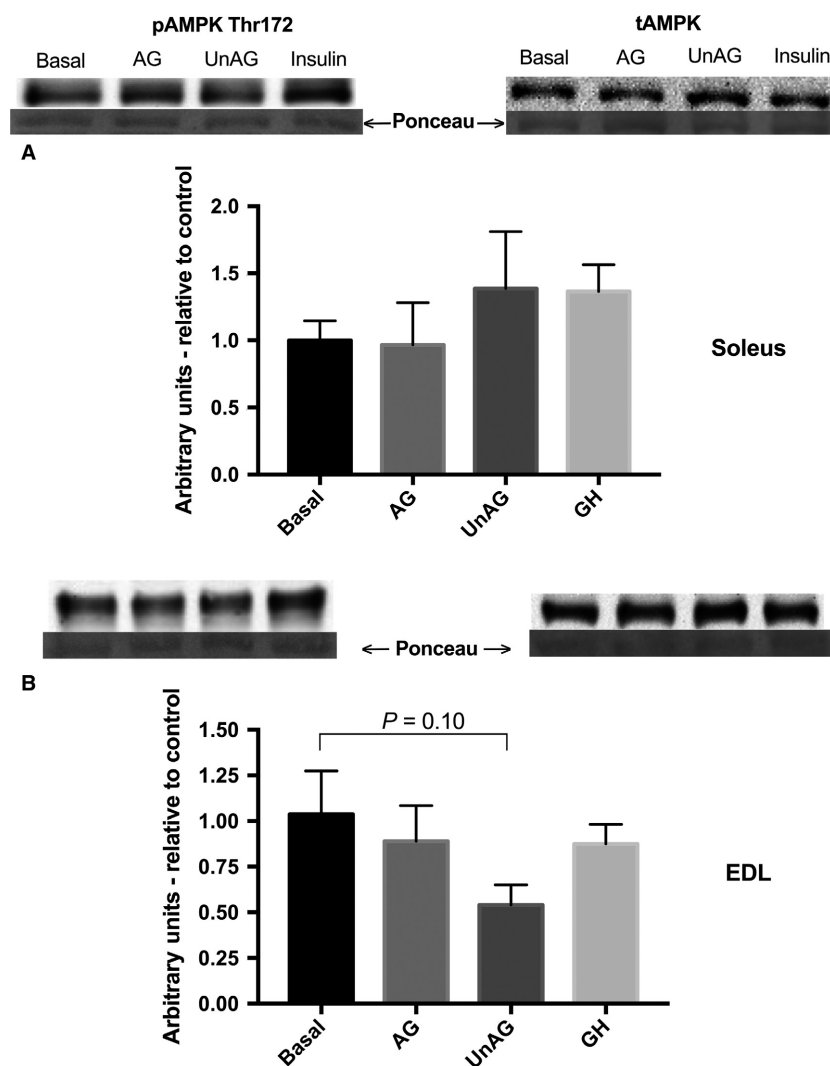 pAMPK Thr172
tAMPK
Basal AG UnAG Insulin
Basal AG UnAG Insulin
Ponceau
A
Arbitrary units - relative to control
2.0
1.5
1.0
0.5
0.0
Basal AG UnAG GH
Soleus
Ponceau
B
Arbitrary units - relative to control
1.50
1.25
1.00
0.75
0.50
0.25
0.00
P = 0.10
Basal AG UnAG GH
EDL